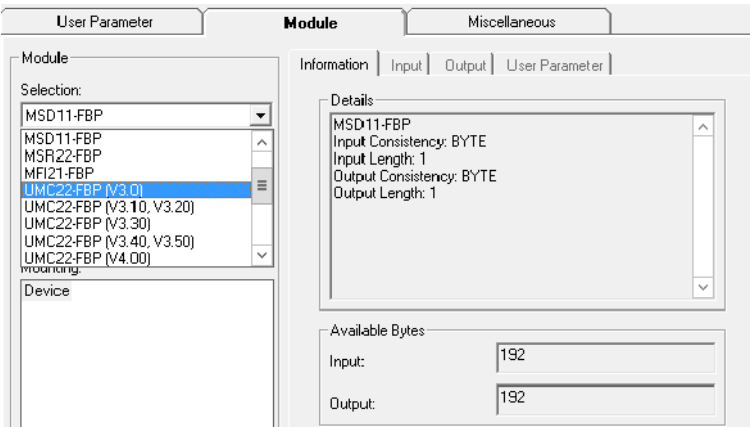 User Parameter
Module
Miscellaneous
Module
Selection:
MSD11-FBP
MSD11-FBP
MSR22-FBP
MFI21-FBP
UMC22-FBP (V3.0)
UMC22-FBP (V3.10, V3.20)
UMC22-FBP (V3.30)
UMC22-FBP (V3.40, V3.50)
UMC22-FBP (V4.00)
Mounting:
Device
Information
Input
Output
User Parameter
Details
MSD11-FBP
Input Consistency: BYTE
Input Length: 1
Output Consistency: BYTE
Output Length: 1
Available Bytes
Input:
192
Output:
192